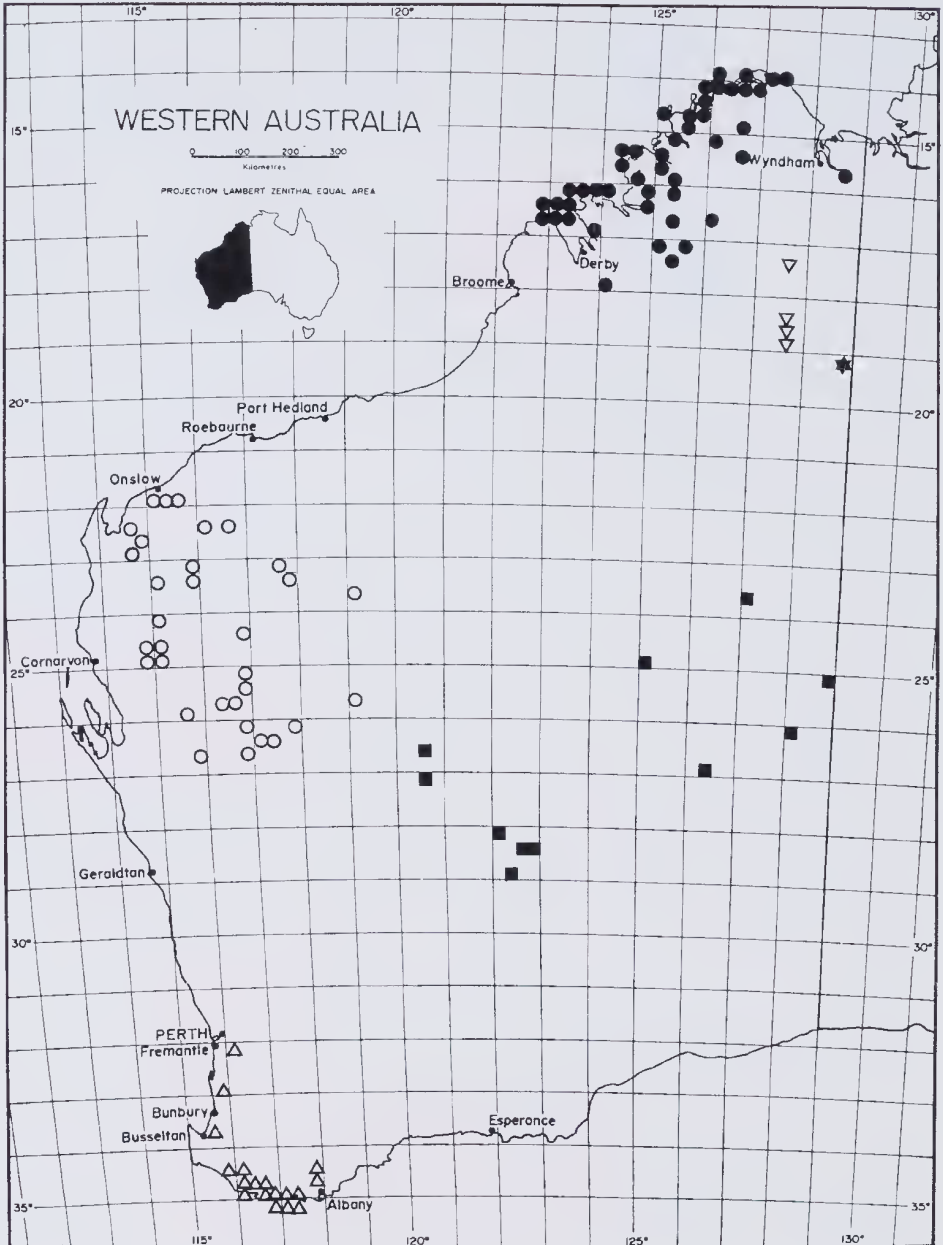 115°
120°
125°
130°
WESTERN AUSTRALIA
0 100 200 300
Kilometres
PROJECTION LAMBERT ZENITHAL EQUAL AREA
15°
15°
Wyndham
Derby
Broome
20°
20°
Port Hedland
Roebourne
Onslow
Carnarvon
25°
25°
Geraldton
30°
30°
PERTH
Fremantle
Bunbury
Busselton
Esperance
Albany
35°
35°
115°
120°
125°
130°